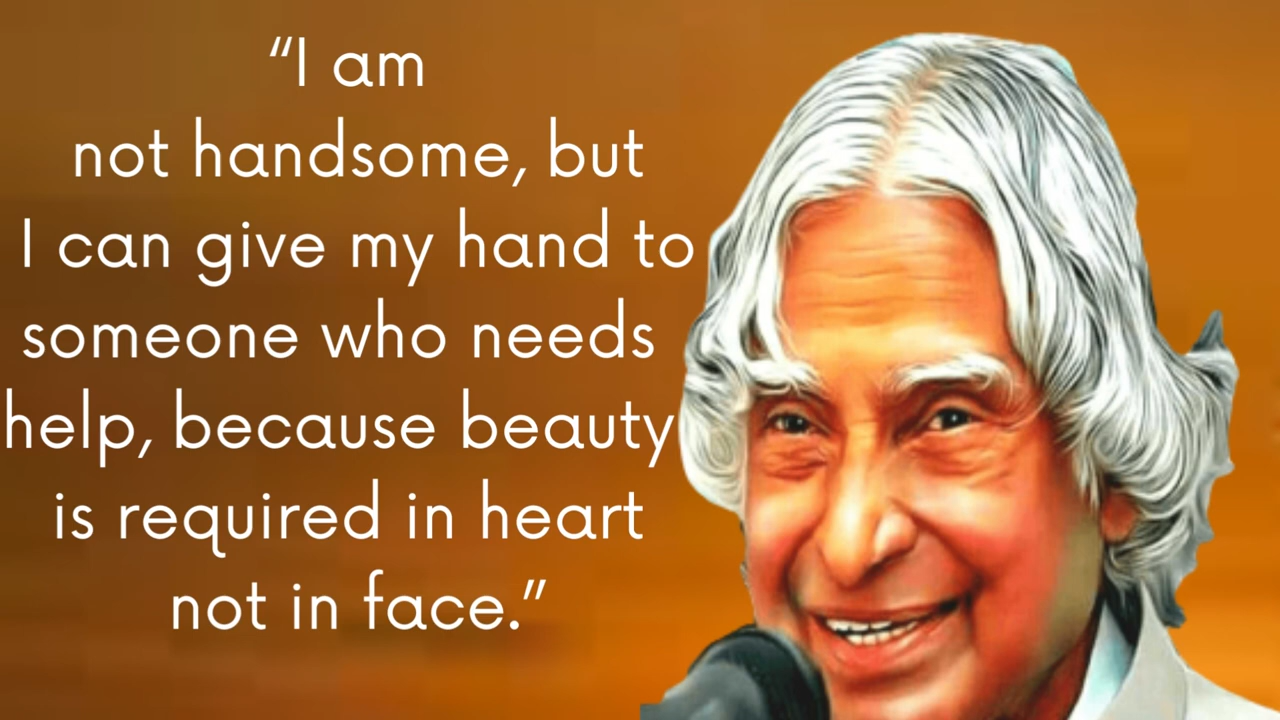 “I am
not handsome, but
I can give my hand to
someone who needs
help, because beauty
is required in heart
not in face.”